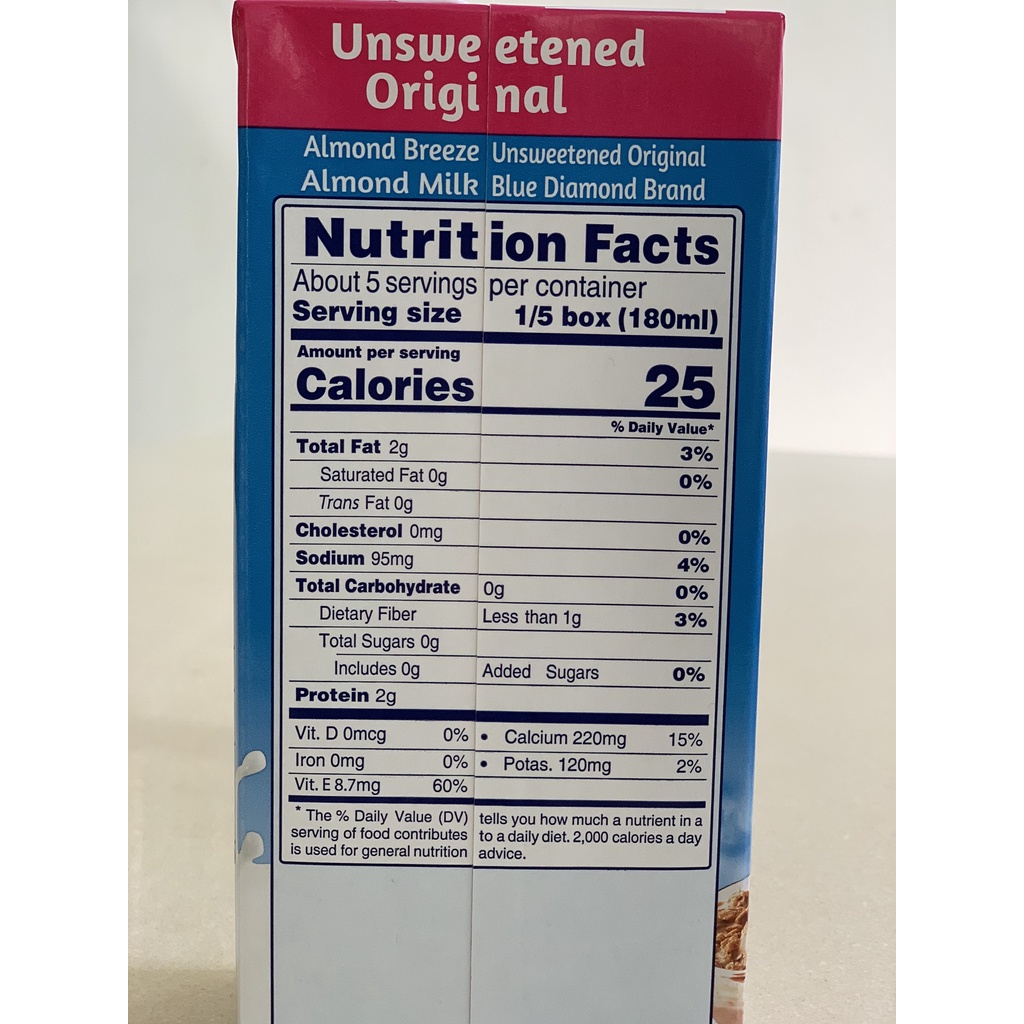 Unsweetened
Original
Almond Breeze Unsweetened Original
Almond Milk Blue Diamond Brand
Nutrition Facts
About 5 servings per container
Serving size 1/5 box (180ml)
Amount per serving
Calories 25
% Daily Value*
Total Fat 2g 3%
Saturated Fat 0g 0%
Trans Fat 0g
Cholesterol 0mg 0%
Sodium 95mg 4%
Total Carbohydrate 0g 0%
Dietary Fiber Less than 1g 3%
Total Sugars 0g
Includes 0g Added Sugars 0%
Protein 2g
Vit. D 0mcg 0% • Calcium 220mg 15%
Iron 0mg 0% • Potas. 120mg 2%
Vit. E 8.7mg 60%
* The % Daily Value (DV) tells you how much a nutrient in a
serving of food contributes to a daily diet. 2,000 calories a day
is used for general nutrition advice.